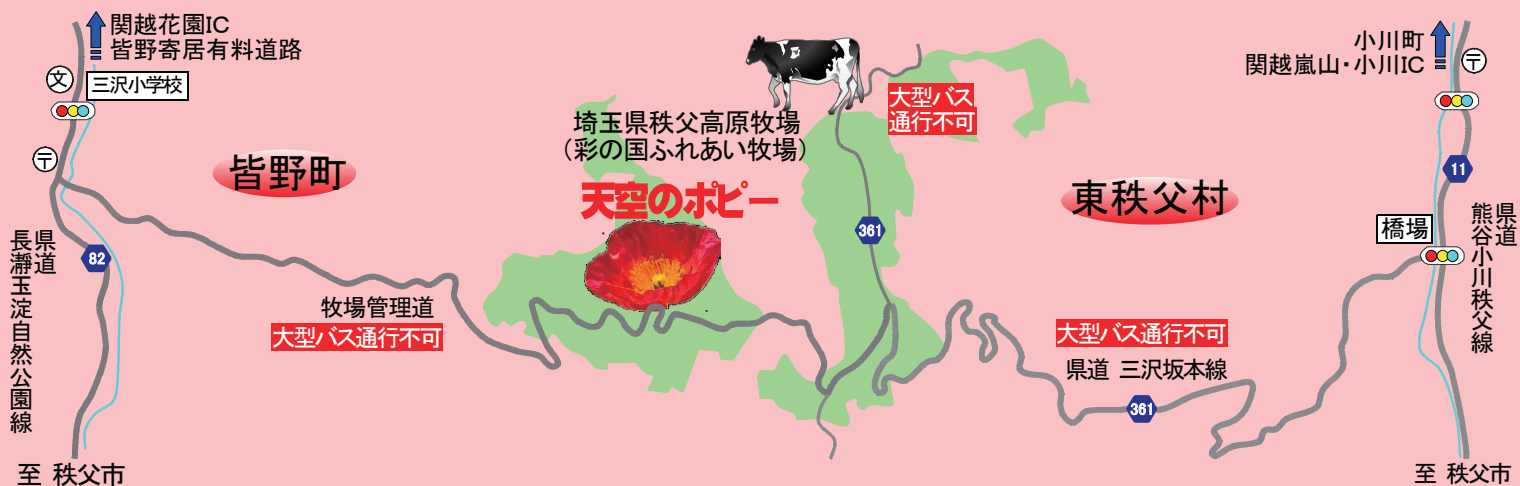 関越花園IC
皆野寄居有料道路
文
三沢小学校
〒
皆野町
県道
長瀞玉淀自然公園線
82
至 秩父市
牧場管理道
大型バス通行不可
埼玉県秩父高原牧場
（彩の国ふれあい牧場）
天空のポピー
大型バス
通行不可
361
東秩父村
大型バス通行不可
県道 三沢坂本線
361
小川町
関越嵐山・小川IC
〒
11
橋場
県道
熊谷小川秩父線
至 秩父市